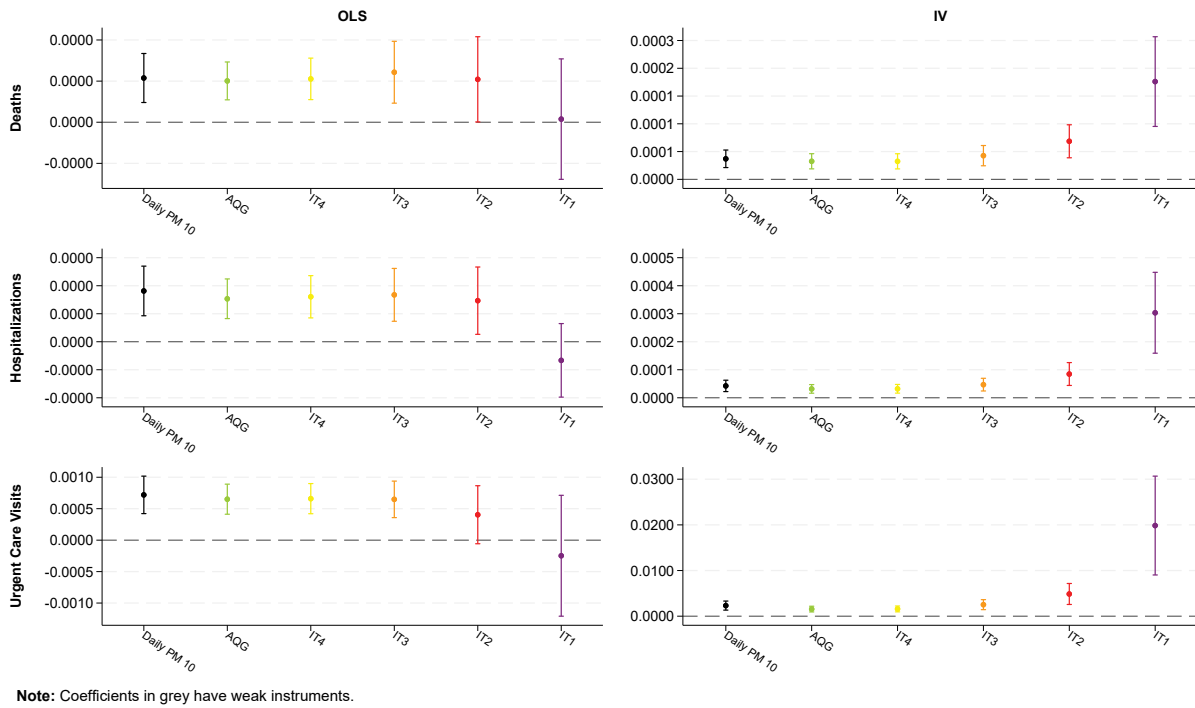 OLS
IV
Deaths
0.0000
0.0000
0.0000
-0.0000
Daily PM 10
AQG
IT4
IT3
IT2
IT1
0.0003
0.0002
0.0001
0.0001
0.0001
0.0000
Daily PM 10
AQG
IT4
IT3
IT2
IT1
Hospitalizations
0.0000
0.0000
0.0000
0.0000
-0.0000
-0.0000
Daily PM 10
AQG
IT4
IT3
IT2
IT1
0.0005
0.0004
0.0003
0.0002
0.0001
0.0000
Daily PM 10
AQG
IT4
IT3
IT2
IT1
Urgent Care Visits
0.0010
0.0005
0.0000
-0.0005
-0.0010
Daily PM 10
AQG
IT4
IT3
IT2
IT1
0.0300
0.0200
0.0100
0.0000
Daily PM 10
AQG
IT4
IT3
IT2
IT1
Note: Coefficients in grey have weak instruments.